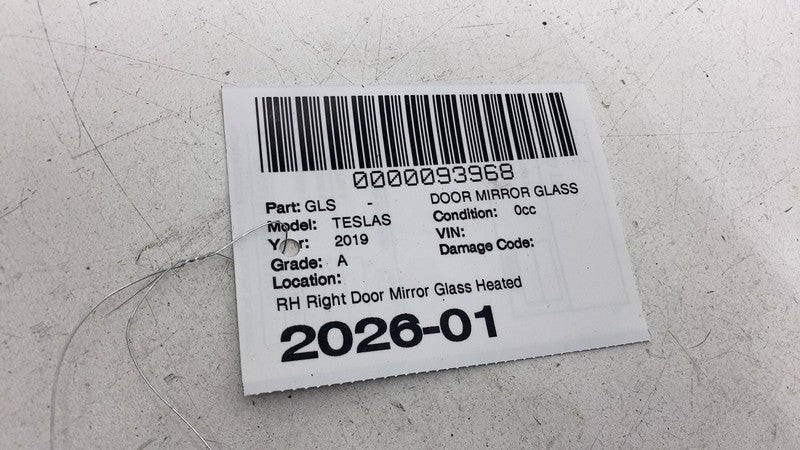 0000093968
Part: GLS - DOOR MIRROR GLASS
Model: TESLAS Condition: 0cc
Year: 2019 VIN:
Grade: A Damage Code:
Location:
RH Right Door Mirror Glass Heated
2026-01